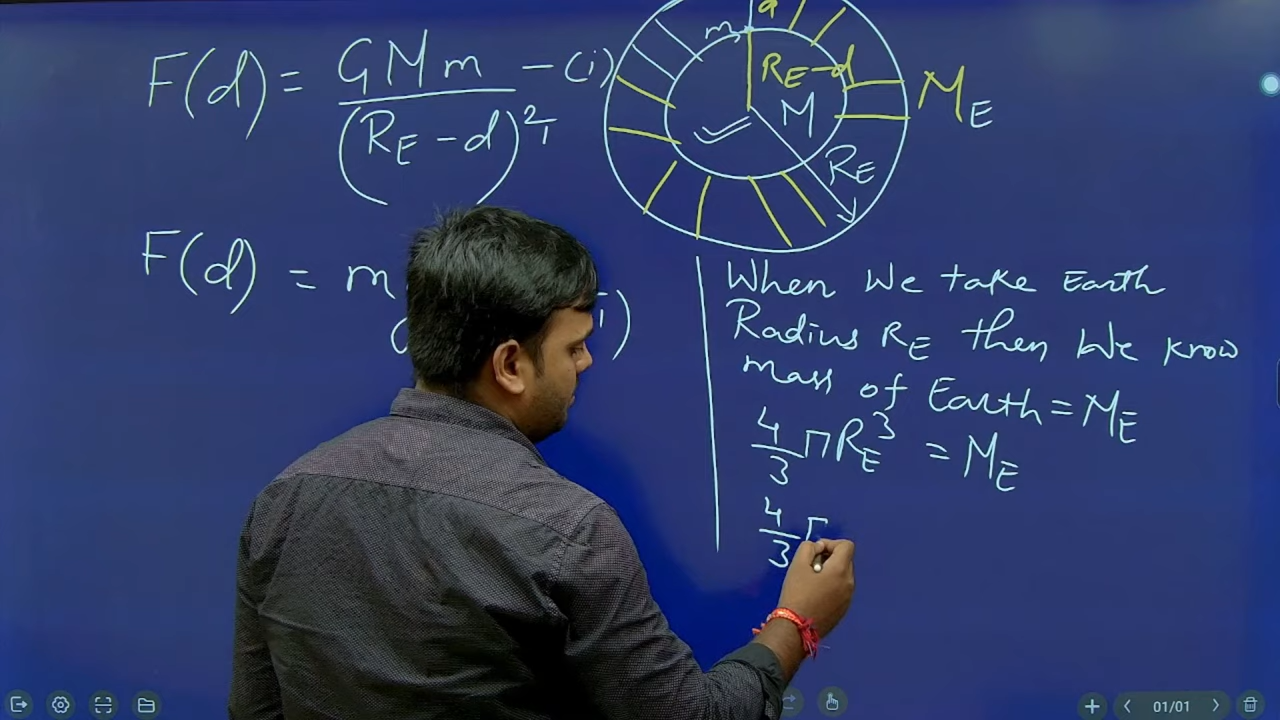 F(d) = GMm / (R_E - d)² - (i)
m d
R_E - d
M
M_E
R_E
F(d) = m i)
When We take Earth
Radius R_E then We know
mass of Earth = M_E
4/3 π R_E³ = M_E
4/3
01/01